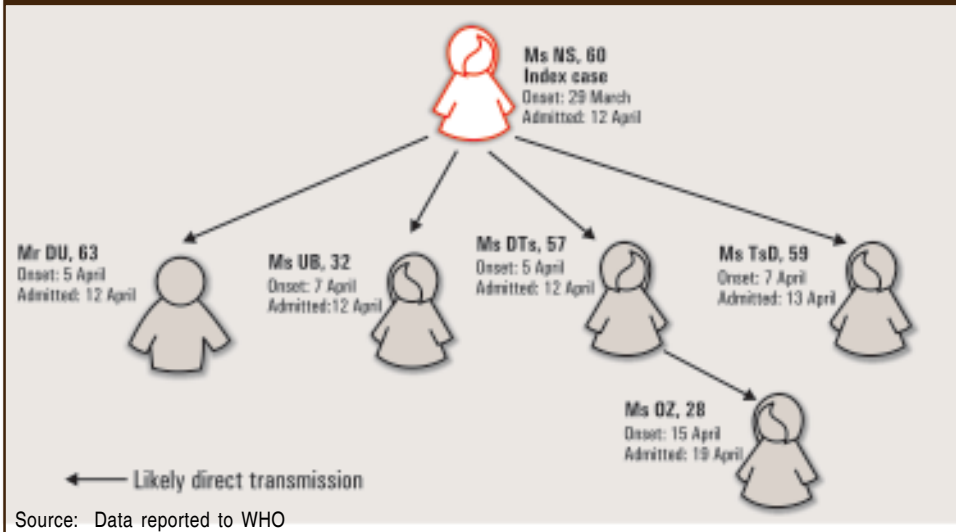 Ms NS, 60
Index case
Onset: 29 March
Admitted: 12 April
Mr DU, 63
Onset: 5 April
Admitted: 12 April
Ms UB, 32
Onset: 7 April
Admitted:12 April
Ms DTs, 57
Onset: 5 April
Admitted: 12 April
Ms TsD, 59
Onset: 7 April
Admitted: 13 April
Ms OZ, 28
Onset: 15 April
Admitted: 19 April
Likely direct transmission
Source: Data reported to WHO